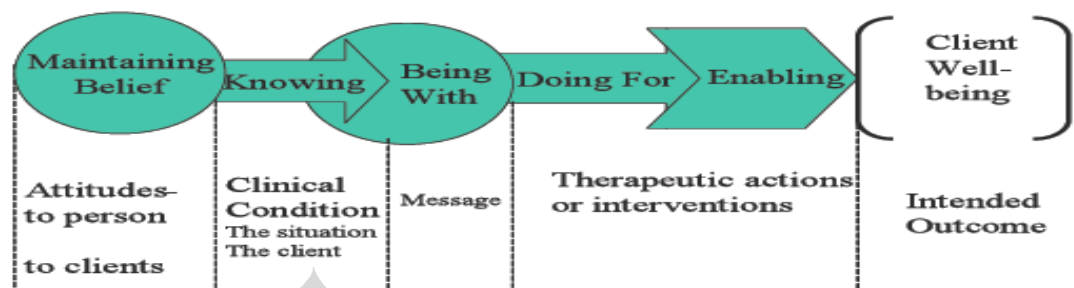 Maintaining
Belief
Knowing
Being
With
Doing For
Enabling
Client
Well-
being
Attitudes-
to person
to clients
Clinical
Condition
The situation
The client
Message
Therapeutic actions
or interventions
Intended
Outcome